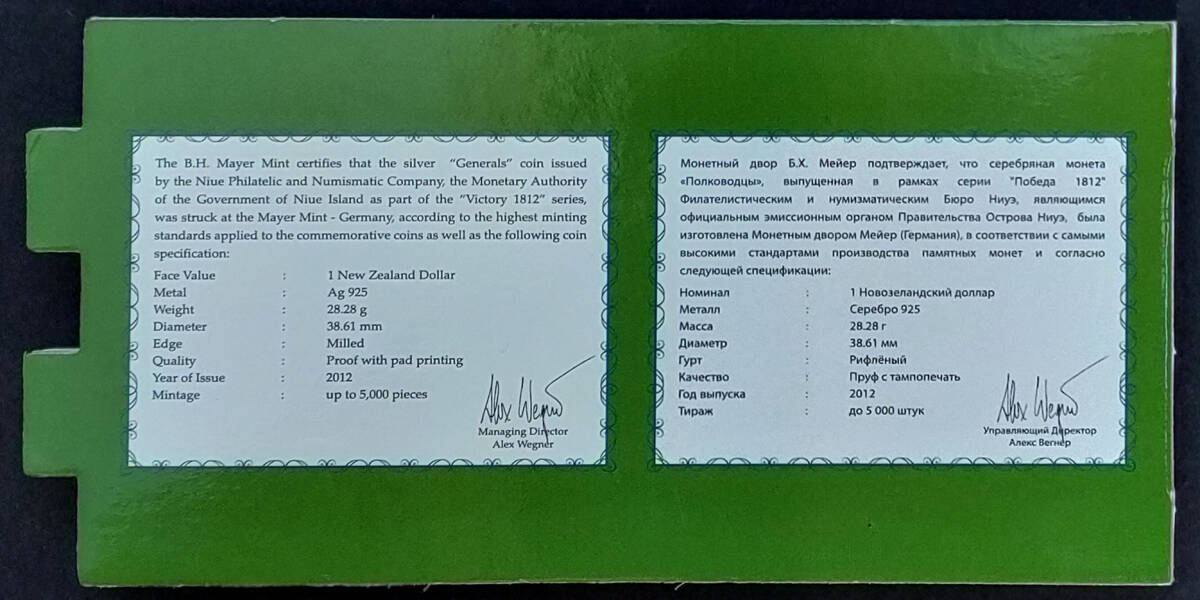 The B.H. Mayer Mint certifies that the silver "Generals" coin issued
by the Niue Philatelic and Numismatic Company, the Monetary Authority
of the Government of Niue Island as part of the "Victory 1812" series,
was struck at the Mayer Mint - Germany, according to the highest minting
standards applied to the commemorative coins as well as the following coin
specification:
Face Value : 1 New Zealand Dollar
Metal : Ag 925
Weight : 28.28 g
Diameter : 38.61 mm
Edge : Milled
Quality : Proof with pad printing
Year of Issue : 2012
Mintage : up to 5,000 pieces
Alex Wegner
Managing Director
Alex Wegner
Монетный двор Б.Х. Мейер подтверждает, что серебряная монета
«Полководцы», выпущенная в рамках серии "Победа 1812"
Филателистическим и нумизматическим Бюро Ниуэ, являющимся
официальным эмиссионным органом Правительства Острова Ниуэ, была
изготовлена Монетным двором Мейер (Германия), в соответствии с самыми
высокими стандартами производства памятных монет и согласно
следующей спецификации:
Номинал : 1 Новозеландский доллар
Металл : Серебро 925
Масса : 28.28 г
Диаметр : 38.61 мм
Гурт : Рифлёный
Качество : Пруф с тампопечать
Год выпуска : 2012
Тираж : до 5 000 штук
Alex Wegner
Управляющий Директор
Алекс Вегнер